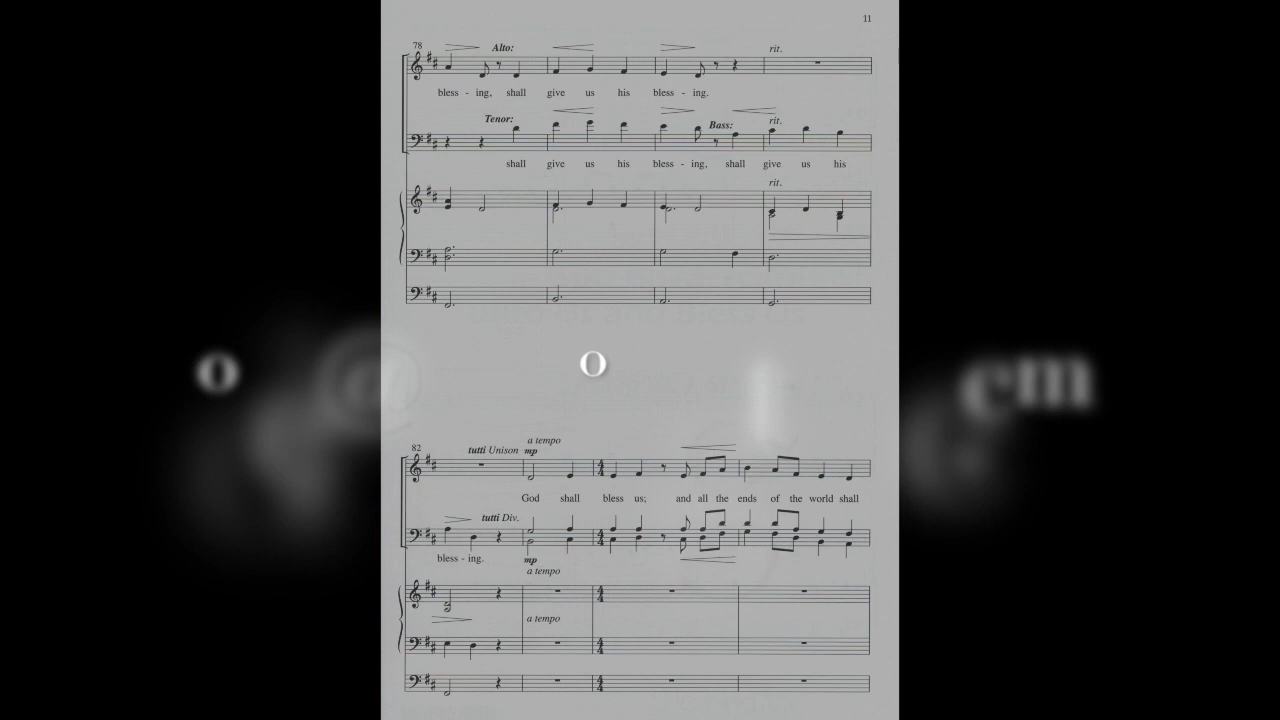 11
78
Alto:
rit.
bless - ing, shall give us his bless - ing.
Tenor:
Bass:
rit.
shall give us his bless - ing, shall give us his
rit.
o
o
em
82
tutti Unison
a tempo
mp
God shall bless us; and all the ends of the world shall
tutti Div.
bless - ing.
mp
a tempo
a tempo